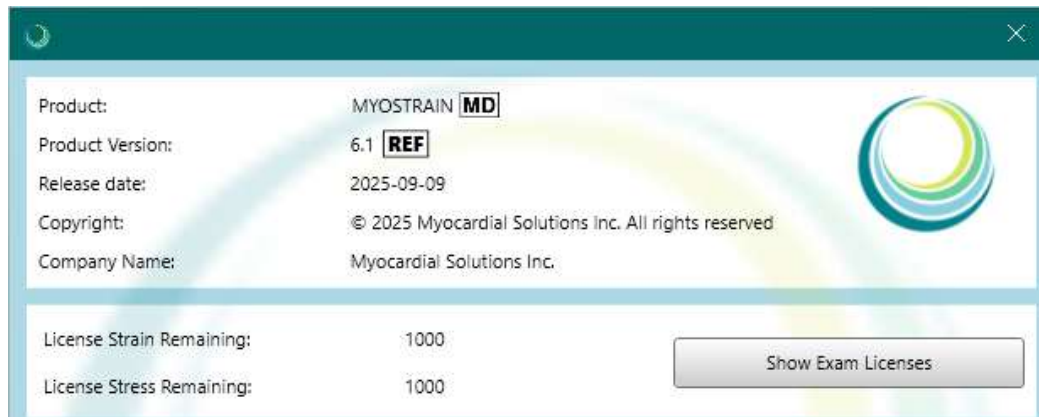 Product: MYOSTRAIN MD
Product Version: 6.1 REF
Release date: 2025-09-09
Copyright: © 2025 Myocardial Solutions Inc. All rights reserved
Company Name: Myocardial Solutions Inc.
License Strain Remaining: 1000
Show Exam Licenses
License Stress Remaining: 1000